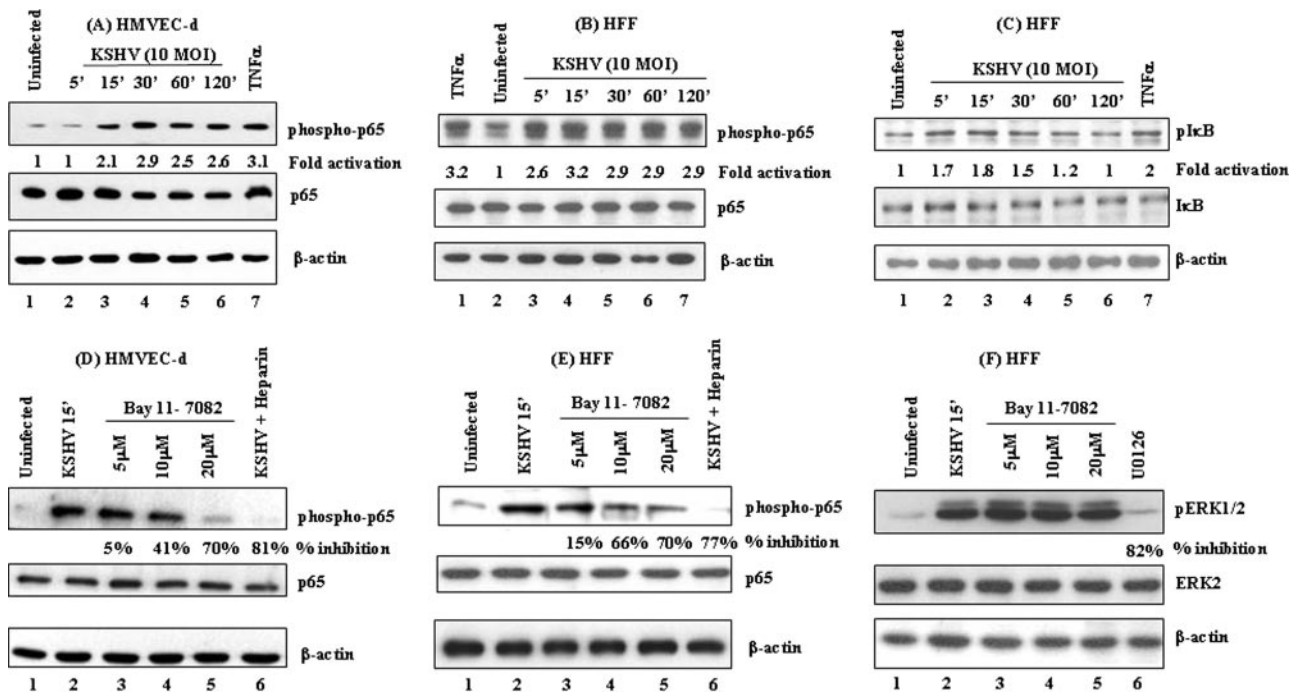 (A) HMVEC-d
Uninfected
KSHV (10 MOI)
5’ 15’ 30’ 60’ 120’
TNFα
phospho-p65
1 1 2.1 2.9 2.5 2.6 3.1 Fold activation
p65
β-actin
1 2 3 4 5 6 7
(B) HFF
TNFα
Uninfected
KSHV (10 MOI)
5’ 15’ 30’ 60’ 120’
phospho-p65
3.2 1 2.6 3.2 2.9 2.9 2.9 Fold activation
p65
β-actin
1 2 3 4 5 6 7
(C) HFF
Uninfected
KSHV (10 MOI)
5’ 15’ 30’ 60’ 120’
TNFα
pIκB
1 1.7 1.8 1.5 1.2 1 2 Fold activation
IκB
β-actin
1 2 3 4 5 6 7
(D) HMVEC-d
Uninfected
KSHV 15’
Bay 11- 7082
5μM
10μM
20μM
KSHV + Heparin
phospho-p65
5% 41% 70% 81% % inhibition
p65
β-actin
1 2 3 4 5 6
(E) HFF
Uninfected
KSHV 15’
Bay 11- 7082
5μM
10μM
20μM
KSHV + Heparin
phospho-p65
15% 66% 70% 77% % inhibition
p65
β-actin
1 2 3 4 5 6
(F) HFF
Uninfected
KSHV 15’
Bay 11-7082
5μM
10μM
20μM
U0126
pERK1/2
82% % inhibition
ERK2
β-actin
1 2 3 4 5 6